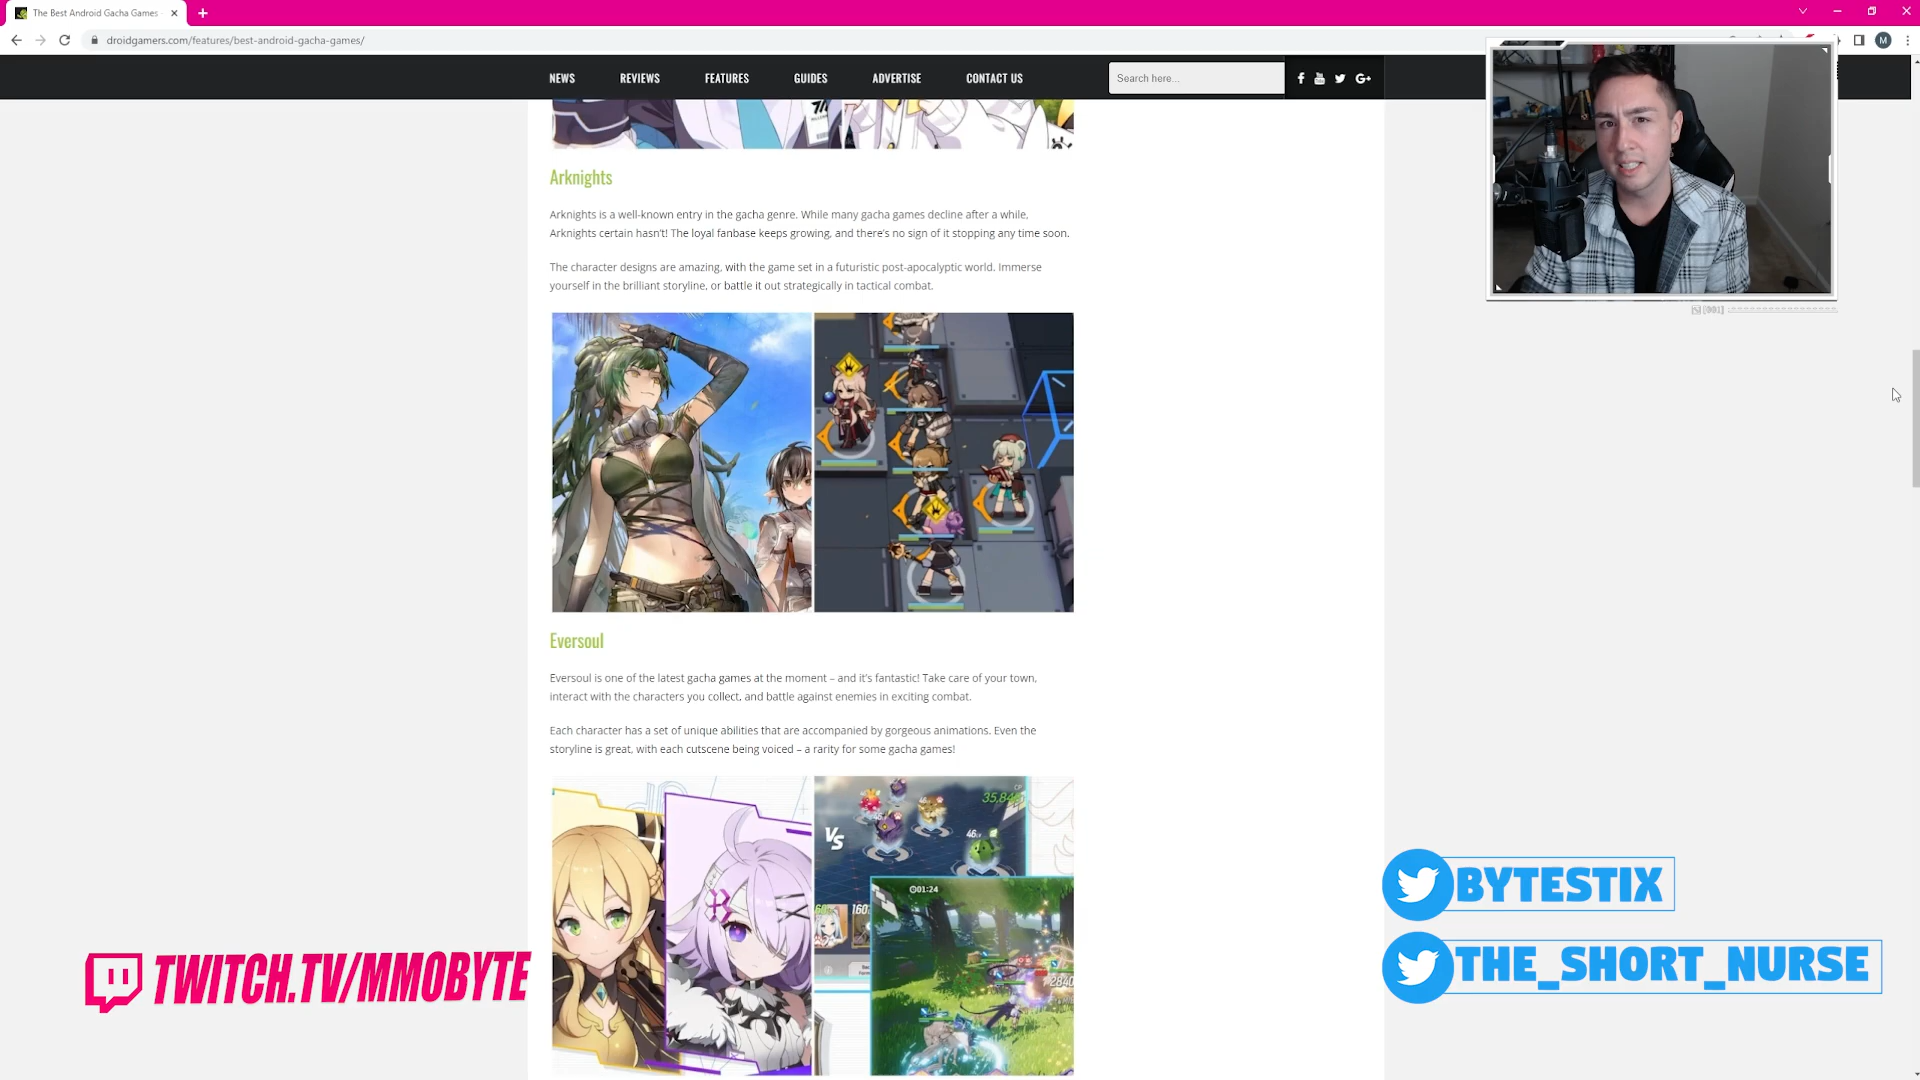 The Best Android Gacha Games -
droidgamers.com/features/best-android-gacha-games/
M
NEWS REVIEWS FEATURES GUIDES ADVERTISE CONTACT US Search here...
Arknights
Arknights is a well-known entry in the gacha genre. While many gacha games decline after a while,
Arknights certain hasn't! The loyal fanbase keeps growing, and there's no sign of it stopping any time soon.
The character designs are amazing, with the game set in a futuristic post-apocalyptic world. Immerse
yourself in the brilliant storyline, or battle it out strategically in tactical combat.
[001]
Eversoul
Eversoul is one of the latest gacha games at the moment – and it's fantastic! Take care of your town,
interact with the characters you collect, and battle against enemies in exciting combat.
Each character has a set of unique abilities that are accompanied by gorgeous animations. Even the
storyline is great, with each cutscene being voiced – a rarity for some gacha games!
VS
01:24
BYTESTIX
THE_SHORT_NURSE
TWITCH.TV/MMOBYTE